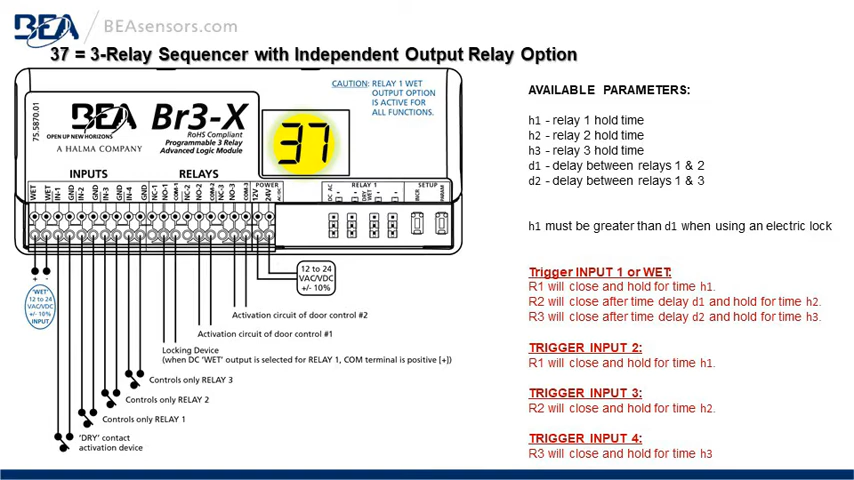 BEA BEAsensors.com
37 = 3-Relay Sequencer with Independent Output Relay Option
CAUTION: RELAY 1 WET
OUTPUT OPTION
IS ACTIVE FOR
ALL FUNCTIONS.
75.5870.01
BEA
OPEN UP NEW HORIZONS
A HALMA COMPANY
Br3-X
RoHS Compliant
Programmable 3 Relay
Advanced Logic Module
37
INPUTS
RELAYS
POWER
RELAY 1
SETUP
WET
WET
IN-1
GND
IN-2
GND
IN-3
GND
IN-4
GND
NC-1
NO-1
COM-1
NC-2
NO-2
COM-2
NC-3
NO-3
COM-3
12V
24V
AC/DC
DC AC
DRY
WET
PARAM
+ -
'WET'
12 to 24
VAC/VDC
+/- 10%
INPUT
12 to 24
VAC/VDC
+/- 10%
Activation circuit of door control #2
Activation circuit of door control #1
Locking Device
(when DC 'WET' output is selected for RELAY 1, COM terminal is positive [+])
Controls only RELAY 3
Controls only RELAY 2
Controls only RELAY 1
'DRY' contact
activation device
AVAILABLE PARAMETERS:
h1 - relay 1 hold time
h2 - relay 2 hold time
h3 - relay 3 hold time
d1 - delay between relays 1 & 2
d2 - delay between relays 1 & 3
h1 must be greater than d1 when using an electric lock
Trigger INPUT 1 or WET:
R1 will close and hold for time h1.
R2 will close after time delay d1 and hold for time h2.
R3 will close after time delay d2 and hold for time h3.
TRIGGER INPUT 2:
R1 will close and hold for time h1.
TRIGGER INPUT 3:
R2 will close and hold for time h2.
TRIGGER INPUT 4:
R3 will close and hold for time h3